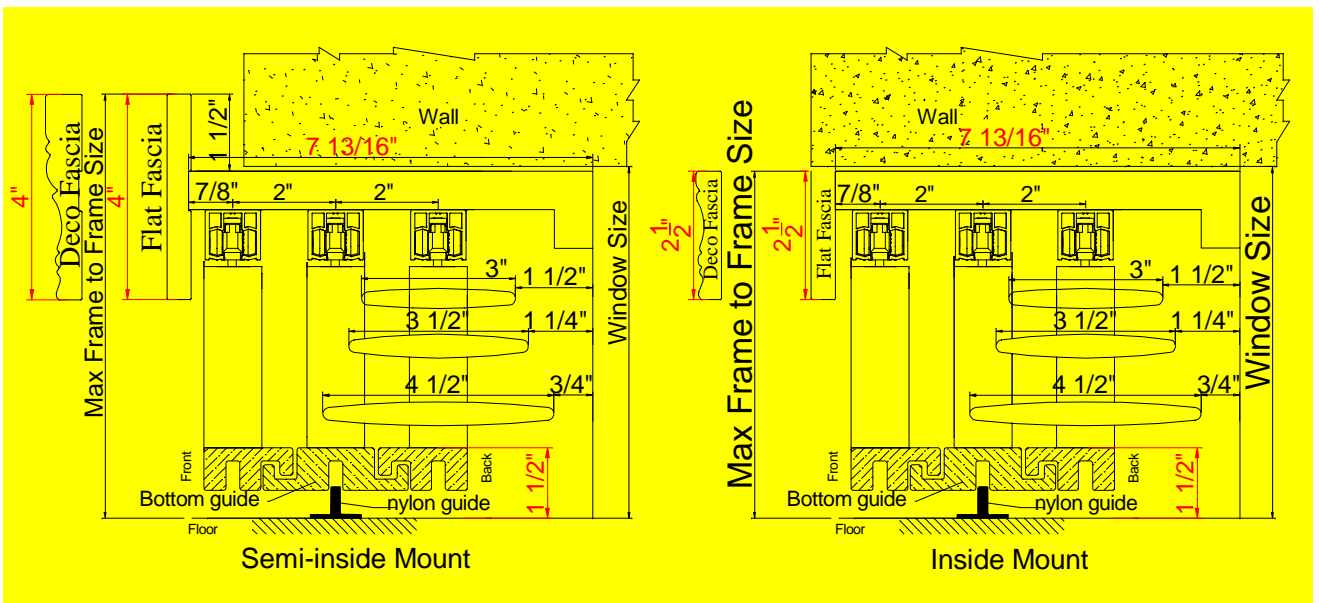 Wall
7 13/16"
1 1/2"
4"
Deco Fascia
Max Frame to Frame Size
4"
Flat Fascia
7/8"
2"
2"
3"
1 1/2"
3 1/2"
1 1/4"
4 1/2"
3/4"
Window Size
Front
Back
1 1/2"
Bottom guide
nylon guide
Floor
Semi-inside Mount
Wall
7 13/16"
2 1/2"
Deco Fascia
Max Frame to Frame Size
2 1/2"
Flat Fascia
7/8"
2"
2"
3"
1 1/2"
3 1/2"
1 1/4"
4 1/2"
3/4"
Window Size
Front
Back
1 1/2"
Bottom guide
nylon guide
Floor
Inside Mount